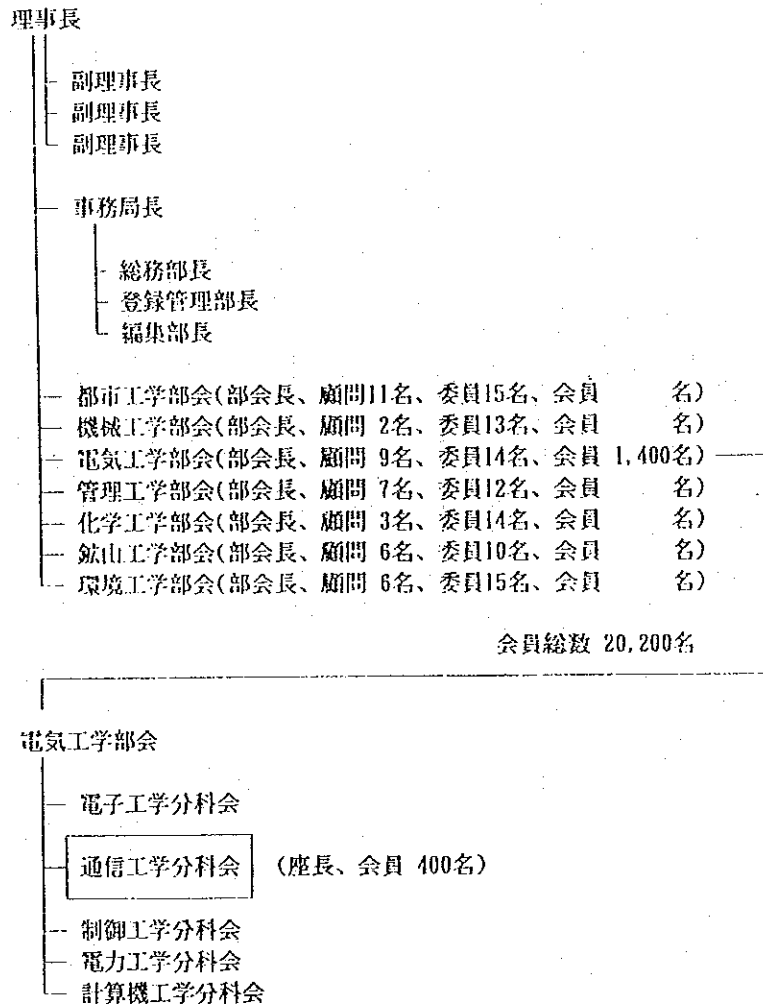 理事長
副理事長
副理事長
副理事長
事務局長
総務部長
登録管理部長
編集部長
都市工学部会(部会長、顧問11名、委員15名、会員　　　名)
機械工学部会(部会長、顧問 2名、委員13名、会員　　　名)
電気工学部会(部会長、顧問 9名、委員14名、会員 1,400名)
管理工学部会(部会長、顧問 7名、委員12名、会員　　　名)
化学工学部会(部会長、顧問 3名、委員14名、会員　　　名)
鉱山工学部会(部会長、顧問 6名、委員10名、会員　　　名)
環境工学部会(部会長、顧問 6名、委員15名、会員　　　名)
会員総数 20,200名
電気工学部会
電子工学分科会
通信工学分科会 (座長、会員 400名)
制御工学分科会
電力工学分科会
計算機工学分科会